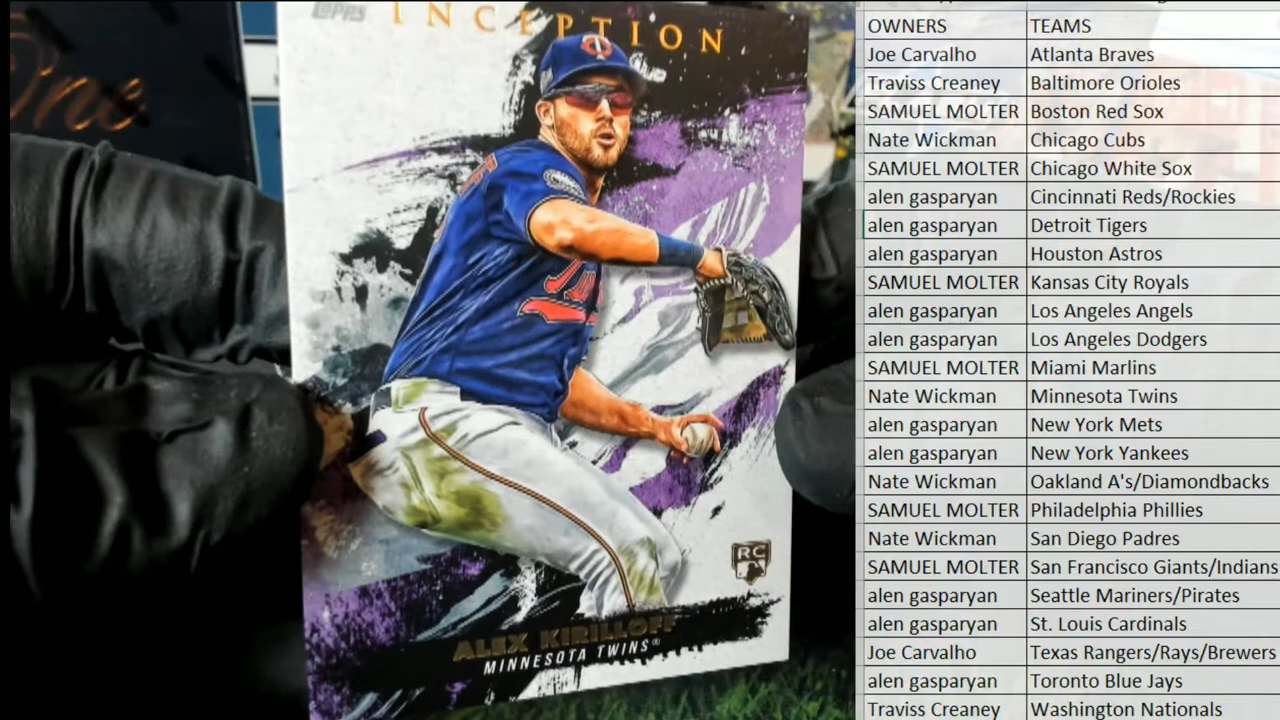 One
TOPPS
INCEPTION
RC
ALEX KIRILLOFF
MINNESOTA TWINS®
OWNERS TEAMS
Joe Carvalho Atlanta Braves
Traviss Creaney Baltimore Orioles
SAMUEL MOLTER Boston Red Sox
Nate Wickman Chicago Cubs
SAMUEL MOLTER Chicago White Sox
alen gasparyan Cincinnati Reds/Rockies
alen gasparyan Detroit Tigers
alen gasparyan Houston Astros
SAMUEL MOLTER Kansas City Royals
alen gasparyan Los Angeles Angels
alen gasparyan Los Angeles Dodgers
SAMUEL MOLTER Miami Marlins
Nate Wickman Minnesota Twins
alen gasparyan New York Mets
alen gasparyan New York Yankees
Nate Wickman Oakland A's/Diamondbacks
SAMUEL MOLTER Philadelphia Phillies
Nate Wickman San Diego Padres
SAMUEL MOLTER San Francisco Giants/Indians
alen gasparyan Seattle Mariners/Pirates
alen gasparyan St. Louis Cardinals
Joe Carvalho Texas Rangers/Rays/Brewers
alen gasparyan Toronto Blue Jays
Traviss Creaney Washington Nationals